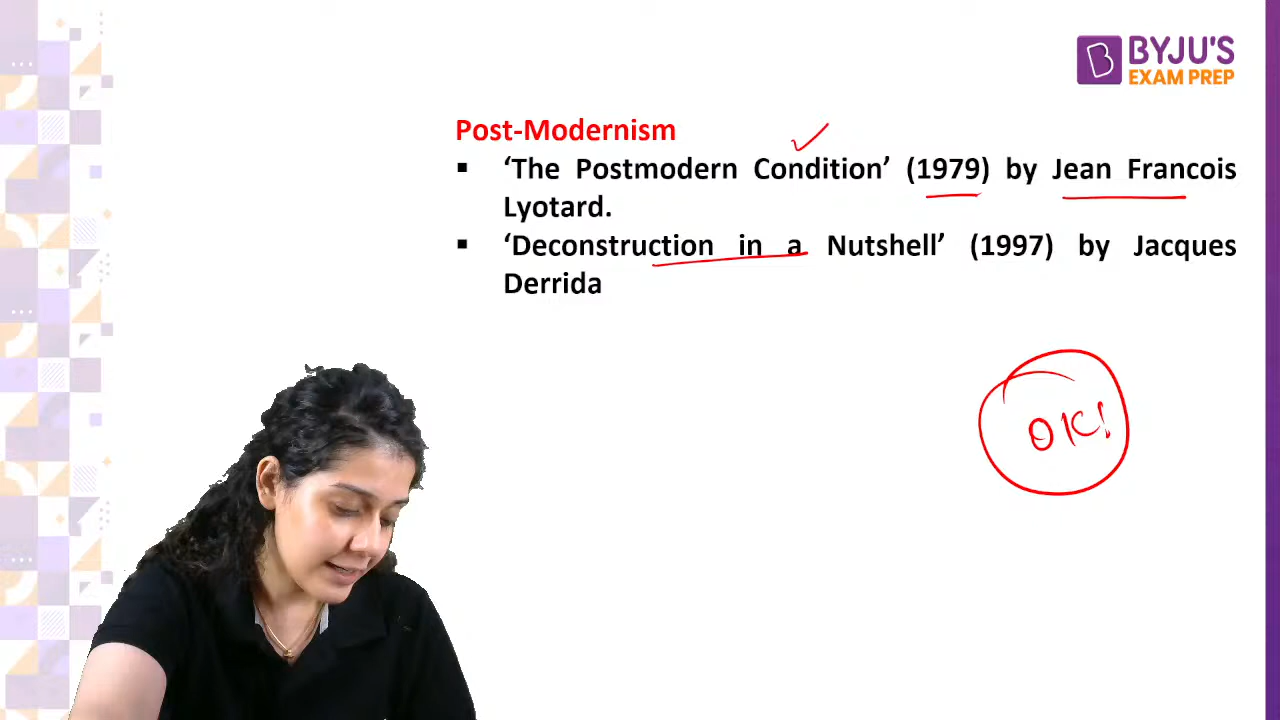 BYJU'S
EXAM PREP
Post-Modernism
▪ ‘The Postmodern Condition’ (1979) by Jean Francois
Lyotard.
▪ ‘Deconstruction in a Nutshell’ (1997) by Jacques
Derrida
OK!